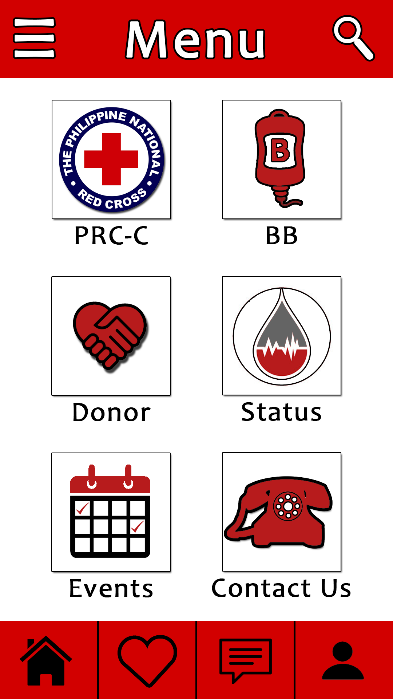 Menu
THE PHILIPPINE NATIONAL
• RED CROSS •
B
PRC-C
BB
Donor
Status
Events
Contact Us